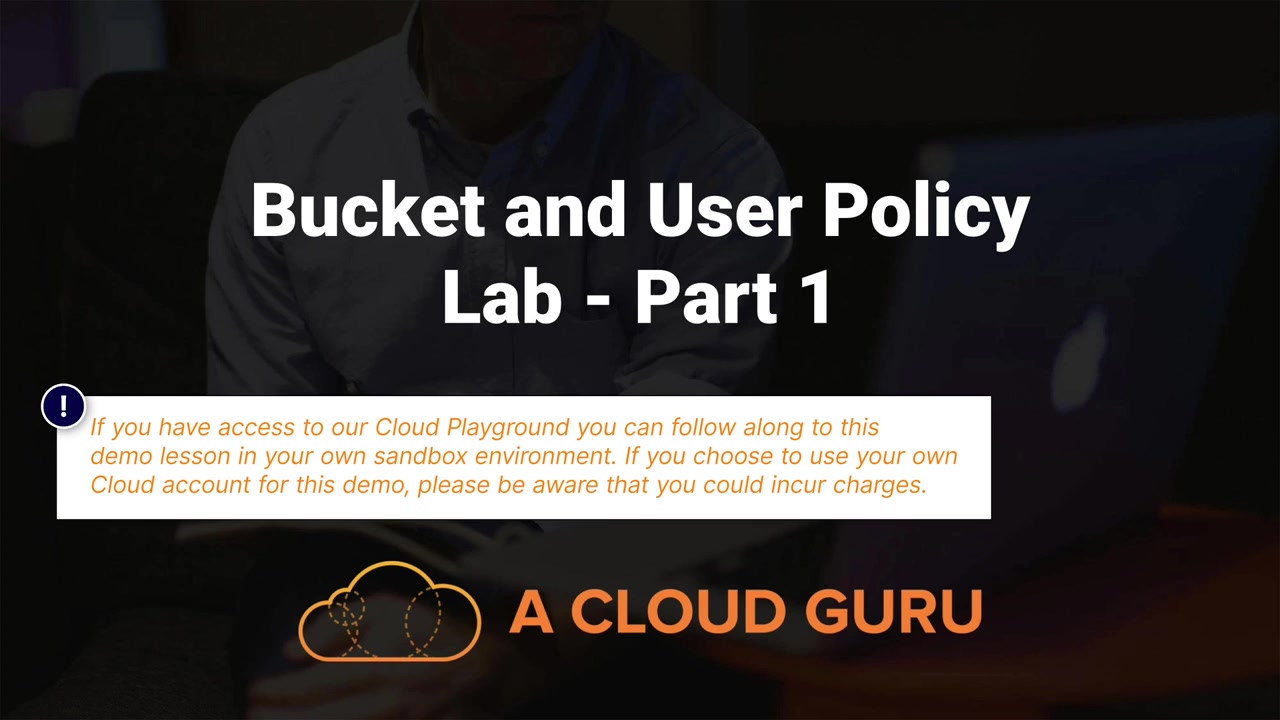 Bucket and User Policy
Lab - Part 1
!
If you have access to our Cloud Playground you can follow along to this
demo lesson in your own sandbox environment. If you choose to use your own
Cloud account for this demo, please be aware that you could incur charges.
A CLOUD GURU